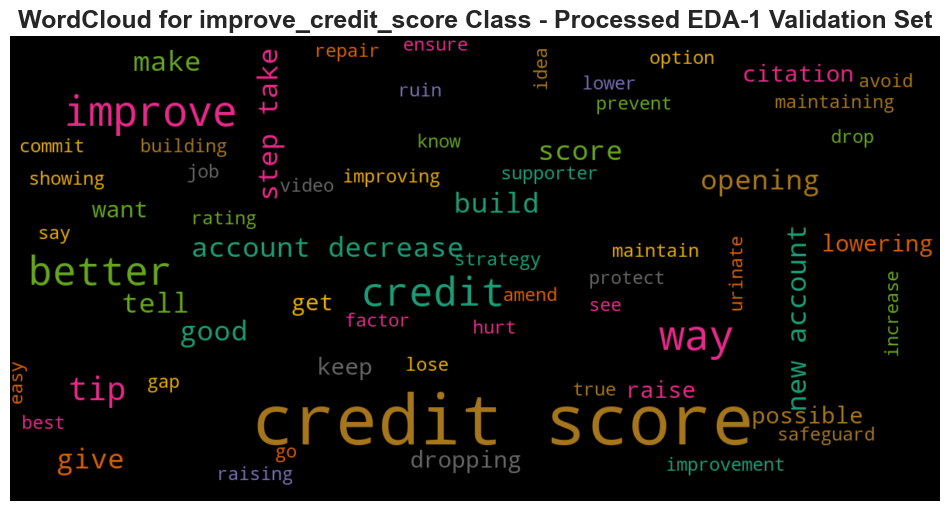 WordCloud for improve_credit_score Class - Processed EDA-1 Validation Set
ensure
repair
make
step take
idea
option
citation
avoid
lower
ruin
improve
prevent
maintaining
commit
building
know
score
drop
job
showing
video
improving
supporter
opening
want
rating
build
say
account decrease
strategy
maintain
urinate
new account
lowering
better
credit
amend
protect
increase
tell
get
see
factor
hurt
good
way
keep
lose
easy
tip
gap
true
raise
credit score
possible
best
safeguard
give
go
dropping
raising
improvement